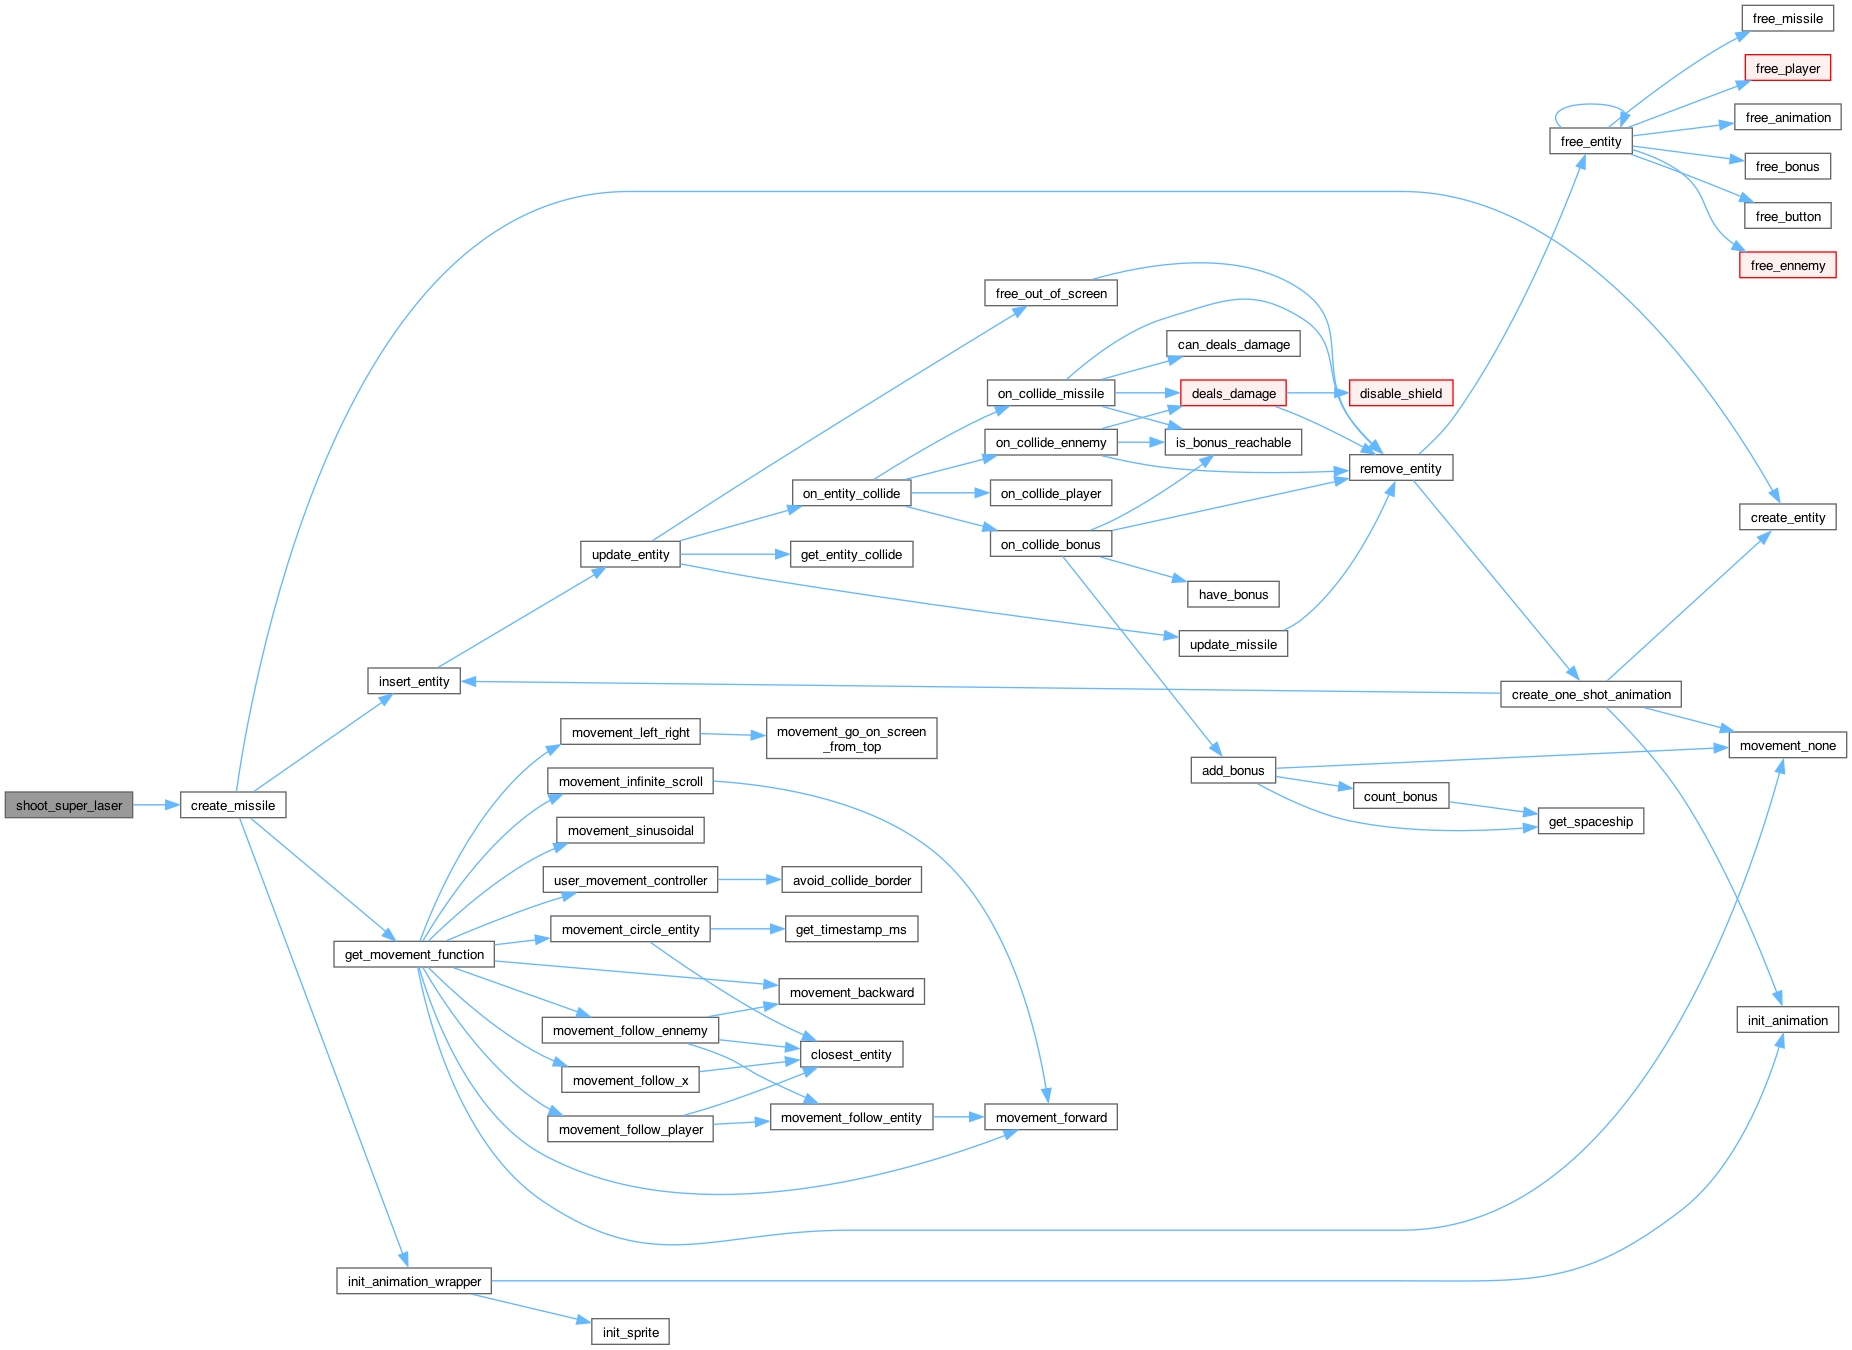 free_missile
free_player
free_animation
free_entity
free_bonus
free_button
free_ennemy
free_out_of_screen
can_deals_damage
on_collide_missile
deals_damage
disable_shield
on_collide_ennemy
is_bonus_reachable
remove_entity
on_entity_collide
on_collide_player
create_entity
update_entity
get_entity_collide
on_collide_bonus
have_bonus
update_missile
insert_entity
create_one_shot_animation
movement_left_right
movement_go_on_screen
_from_top
movement_none
add_bonus
movement_infinite_scroll
count_bonus
shoot_super_laser
create_missile
get_spaceship
movement_sinusoidal
user_movement_controller
avoid_collide_border
movement_circle_entity
get_timestamp_ms
get_movement_function
movement_backward
init_animation
movement_follow_ennemy
closest_entity
movement_follow_x
movement_follow_entity
movement_forward
movement_follow_player
init_animation_wrapper
init_sprite